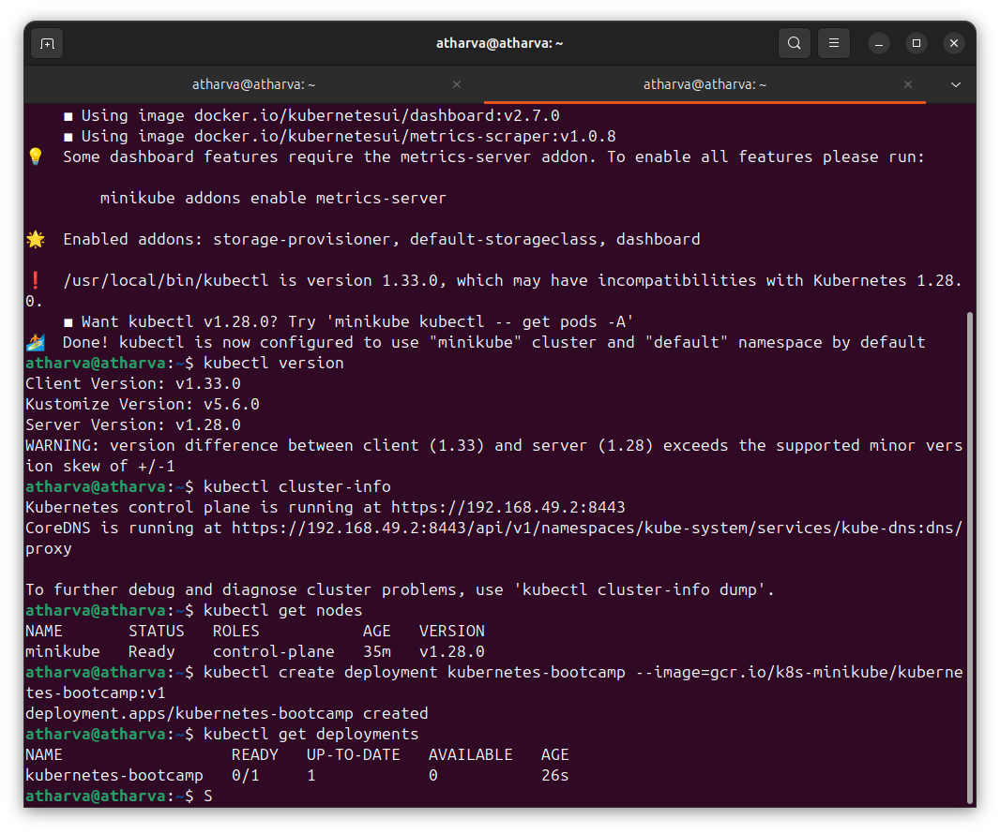 atharva@atharva: ~
atharva@atharva: ~
atharva@atharva: ~
■ Using image docker.io/kubernetesui/dashboard:v2.7.0
■ Using image docker.io/kubernetesui/metrics-scraper:v1.0.8
💡 Some dashboard features require the metrics-server addon. To enable all features please run:
minikube addons enable metrics-server
🌟 Enabled addons: storage-provisioner, default-storageclass, dashboard
❗ /usr/local/bin/kubectl is version 1.33.0, which may have incompatibilities with Kubernetes 1.28.
0.
■ Want kubectl v1.28.0? Try 'minikube kubectl -- get pods -A'
🏄 Done! kubectl is now configured to use "minikube" cluster and "default" namespace by default
atharva@atharva:~$ kubectl version
Client Version: v1.33.0
Kustomize Version: v5.6.0
Server Version: v1.28.0
WARNING: version difference between client (1.33) and server (1.28) exceeds the supported minor vers
ion skew of +/-1
atharva@atharva:~$ kubectl cluster-info
Kubernetes control plane is running at https://192.168.49.2:8443
CoreDNS is running at https://192.168.49.2:8443/api/v1/namespaces/kube-system/services/kube-dns:dns/
proxy
To further debug and diagnose cluster problems, use 'kubectl cluster-info dump'.
atharva@atharva:~$ kubectl get nodes
NAME STATUS ROLES AGE VERSION
minikube Ready control-plane 35m v1.28.0
atharva@atharva:~$ kubectl create deployment kubernetes-bootcamp --image=gcr.io/k8s-minikube/kuberne
tes-bootcamp:v1
deployment.apps/kubernetes-bootcamp created
atharva@atharva:~$ kubectl get deployments
NAME READY UP-TO-DATE AVAILABLE AGE
kubernetes-bootcamp 0/1 1 0 26s
atharva@atharva:~$ S